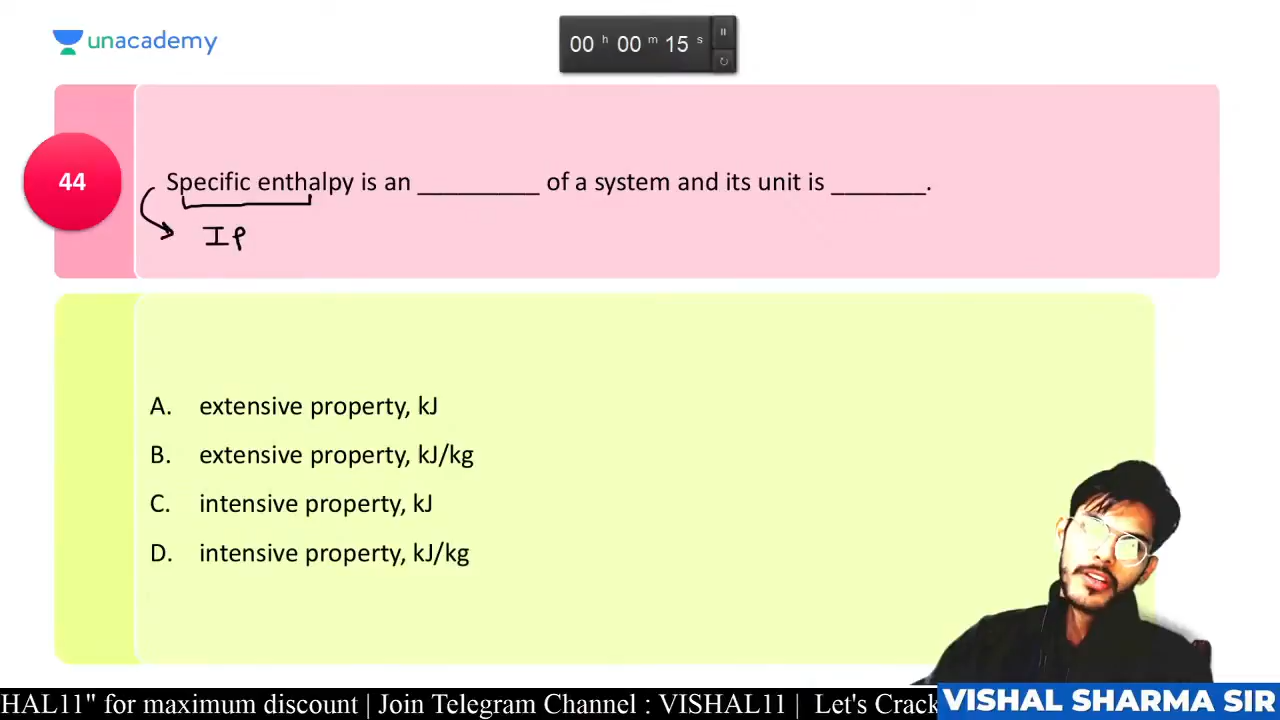 unacademy
00 h 00 m 15 s
44
Specific enthalpy is an __________ of a system and its unit is ________.
IP
A. extensive property, kJ
B. extensive property, kJ/kg
C. intensive property, kJ
D. intensive property, kJ/kg
HAL11" for maximum discount | Join Telegram Channel : VISHAL11 | Let's Crack
VISHAL SHARMA SIR